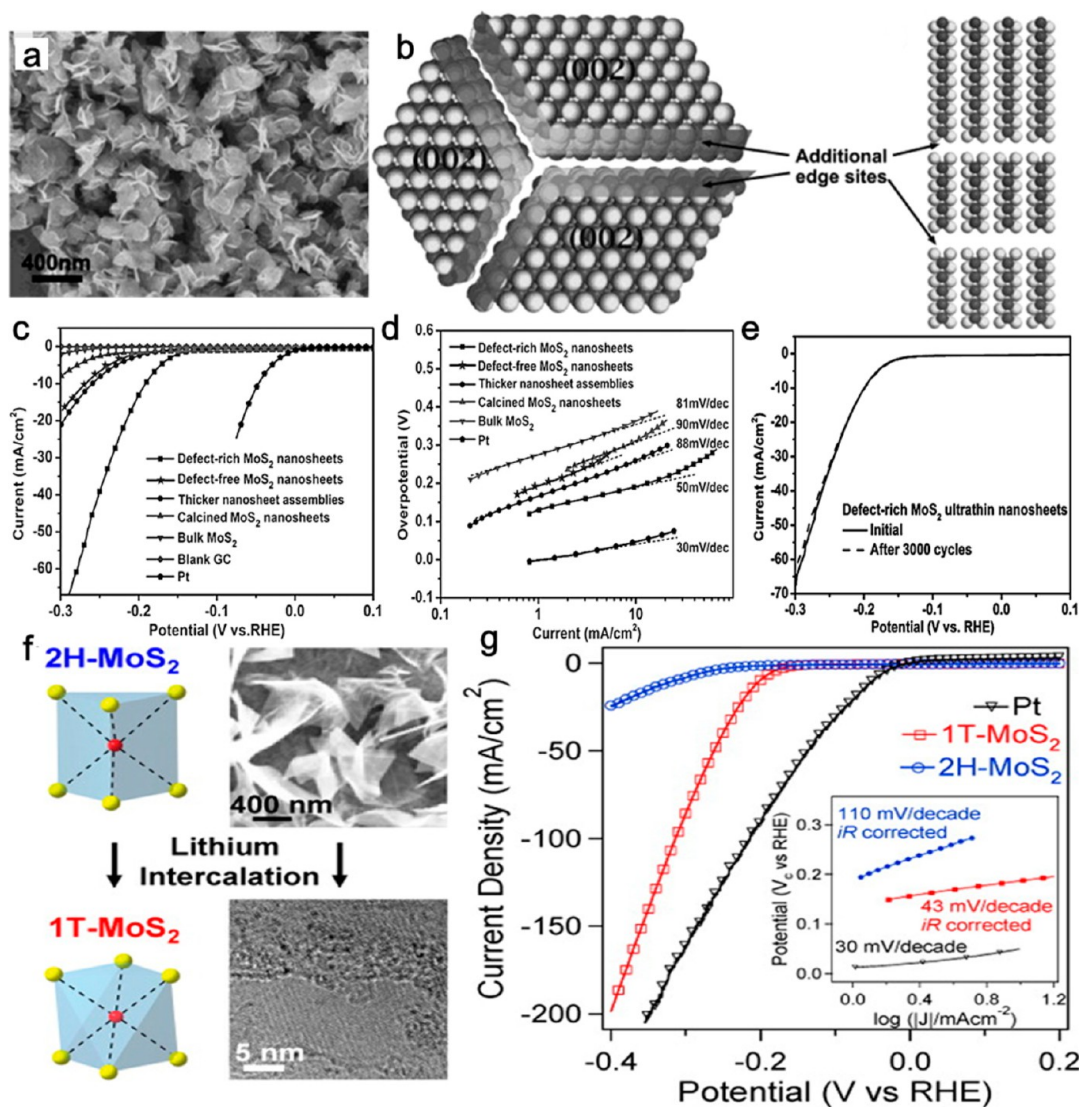 a
400nm
b
(002)
(002)
(002)
Additional
edge sites
c
Current (mA/cm²)
0
-10
-20
-30
-40
-50
-60
Defect-rich MoS₂ nanosheets
Defect-free MoS₂ nanosheets
Thicker nanosheet assemblies
Calcined MoS₂ nanosheets
Bulk MoS₂
Blank GC
Pt
-0.3 -0.2 -0.1 0.0 0.1
Potential (V vs.RHE)
d
Overpotential (V)
0.6
0.5
0.4
0.3
0.2
0.1
0.0
-0.1
Defect-rich MoS₂ nanosheets
Defect-free MoS₂ nanosheets
Thicker nanosheet assemblies
Calcined MoS₂ nanosheets
Bulk MoS₂
Pt
81mV/dec
90mV/dec
88mV/dec
50mV/dec
30mV/dec
1 10
Current (mA/cm²)
e
Current (mA/cm²)
0
-10
-20
-30
-40
-50
-60
-70
Defect-rich MoS₂ ultrathin nanosheets
Initial
After 3000 cycles
-0.3 -0.2 -0.1 0.0 0.1
Potential (V vs. RHE)
f
2H-MoS₂
400 nm
Lithium
Intercalation
1T-MoS₂
5 nm
g
Current Density (mA/cm²)
0
-50
-100
-150
-200
Pt
1T-MoS₂
2H-MoS₂
Potential (V꜀ vs RHE)
0.3
0.2
0.1
0.0
110 mV/decade
iR corrected
43 mV/decade
iR corrected
30 mV/decade
0.0 0.4 0.8 1.2
log (|J|/mAcm⁻²)
-0.4 -0.2 0.0 0.2
Potential (V vs RHE)